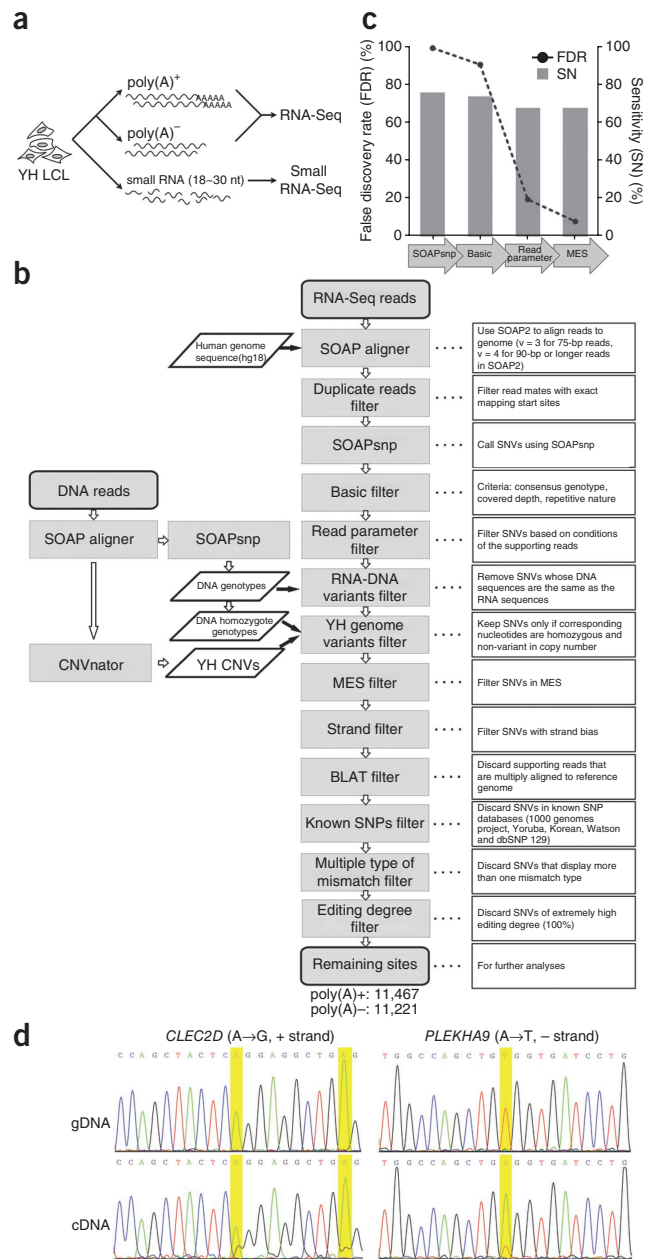 a
poly(A)+
AAAAA
AAAAA
RNA-Seq
poly(A)–
YH LCL
small RNA (18~30 nt)
Small
RNA-Seq
c
False discovery rate (FDR) (%)
100
80
60
40
20
0
FDR
SN
100
80
60
40
20
0
Sensitivity (SN) (%)
SOAPsnp
Basic
Read
parameter
MES
b
RNA-Seq reads
Human genome
sequence(hg18)
SOAP aligner
Use SOAP2 to align reads to
genome (v = 3 for 75-bp reads,
v = 4 for 90-bp or longer reads
in SOAP2)
Duplicate reads
filter
Filter read mates with exact
mapping start sites
SOAPsnp
Call SNVs using SOAPsnp
DNA reads
Basic filter
Criteria: consensus genotype,
covered depth, repetitive nature
SOAP aligner
SOAPsnp
Read parameter
filter
Filter SNVs based on conditions
of the supporting reads
DNA genotypes
RNA-DNA
variants filter
Remove SNVs whose DNA
sequences are the same as the
RNA sequences
DNA homozygote
genotypes
YH genome
variants filter
Keep SNVs only if corresponding
nucleotides are homozygous and
non-variant in copy number
CNVnator
YH CNVs
MES filter
Filter SNVs in MES
Strand filter
Filter SNVs with strand bias
BLAT filter
Discard supporting reads that
are multiply aligned to reference
genome
Known SNPs filter
Discard SNVs in known SNP
databases (1000 genomes
project, Yoruba, Korean, Watson
and dbSNP 129)
Multiple type of
mismatch filter
Discard SNVs that display more
than one mismatch type
Editing degree
filter
Discard SNVs of extremely high
editing degree (100%)
Remaining sites
For further analyses
poly(A)+: 11,467
poly(A)–: 11,221
d
CLEC2D (A→G, + strand)
PLEKHA9 (A→T, – strand)
C C A G C T A C T C A G G A G G C T G A G
T G G C C A G C T G T G G T G A T C C T G
gDNA
C C A G C T A C T C A G G A G G C T G A G
T G G C C A G C T G A G G T G A T C C T G
cDNA